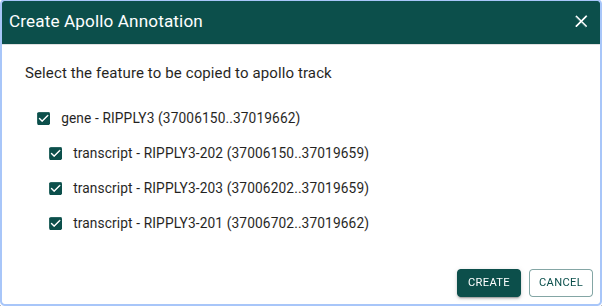 Create Apollo Annotation
Select the feature to be copied to apollo track
gene - RIPPLY3 (37006150..37019662)
transcript - RIPPLY3-202 (37006150..37019659)
transcript - RIPPLY3-203 (37006202..37019659)
transcript - RIPPLY3-201 (37006702..37019662)
CREATE CANCEL